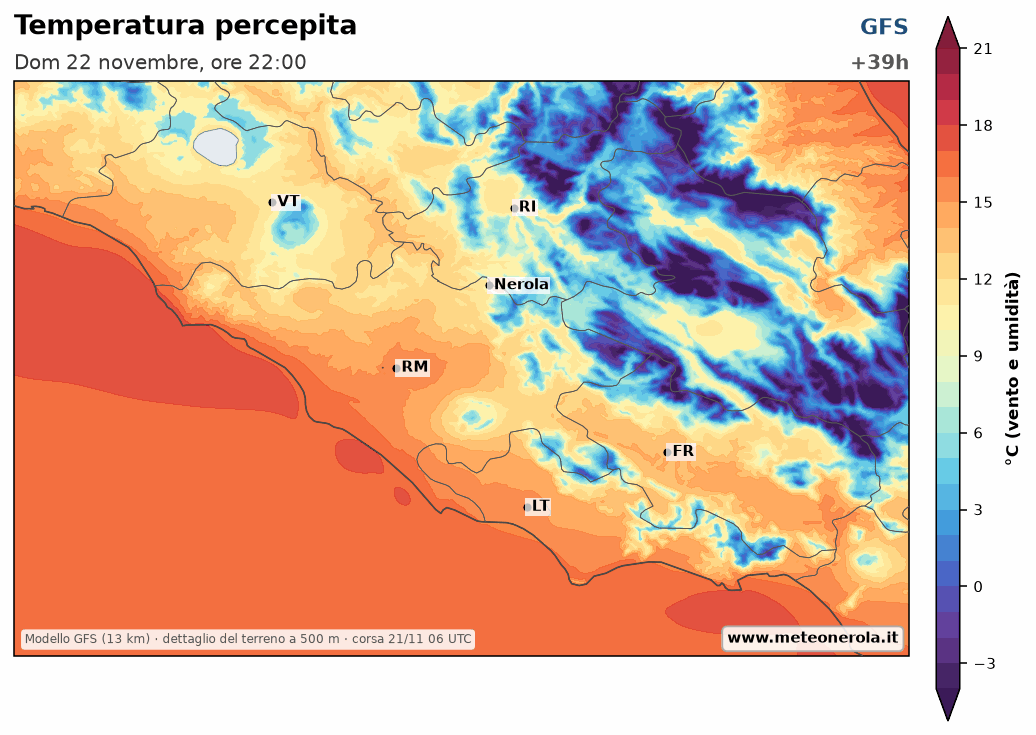 Temperatura percepita
GFS
Dom 22 novembre, ore 22:00
+39h
VT
RI
Nerola
RM
FR
LT
Modello GFS (13 km) · dettaglio del terreno a 500 m · corsa 21/11 06 UTC
www.meteonerola.it
21
18
15
12
9
6
3
0
−3
°C (vento e umidità)